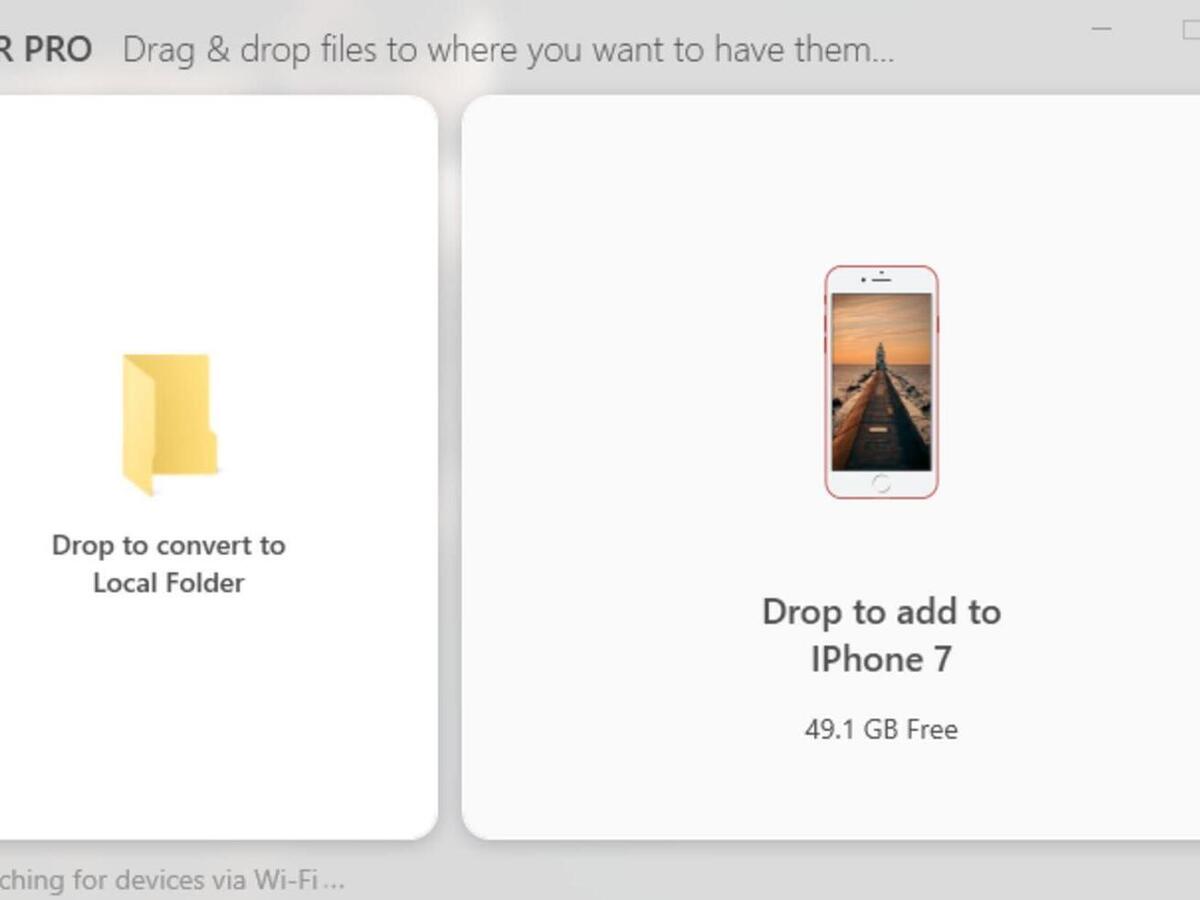 R PRO Drag & drop files to where you want to have them...
Drop to convert to
Local Folder
Drop to add to
IPhone 7
49.1 GB Free
ching for devices via Wi-Fi...